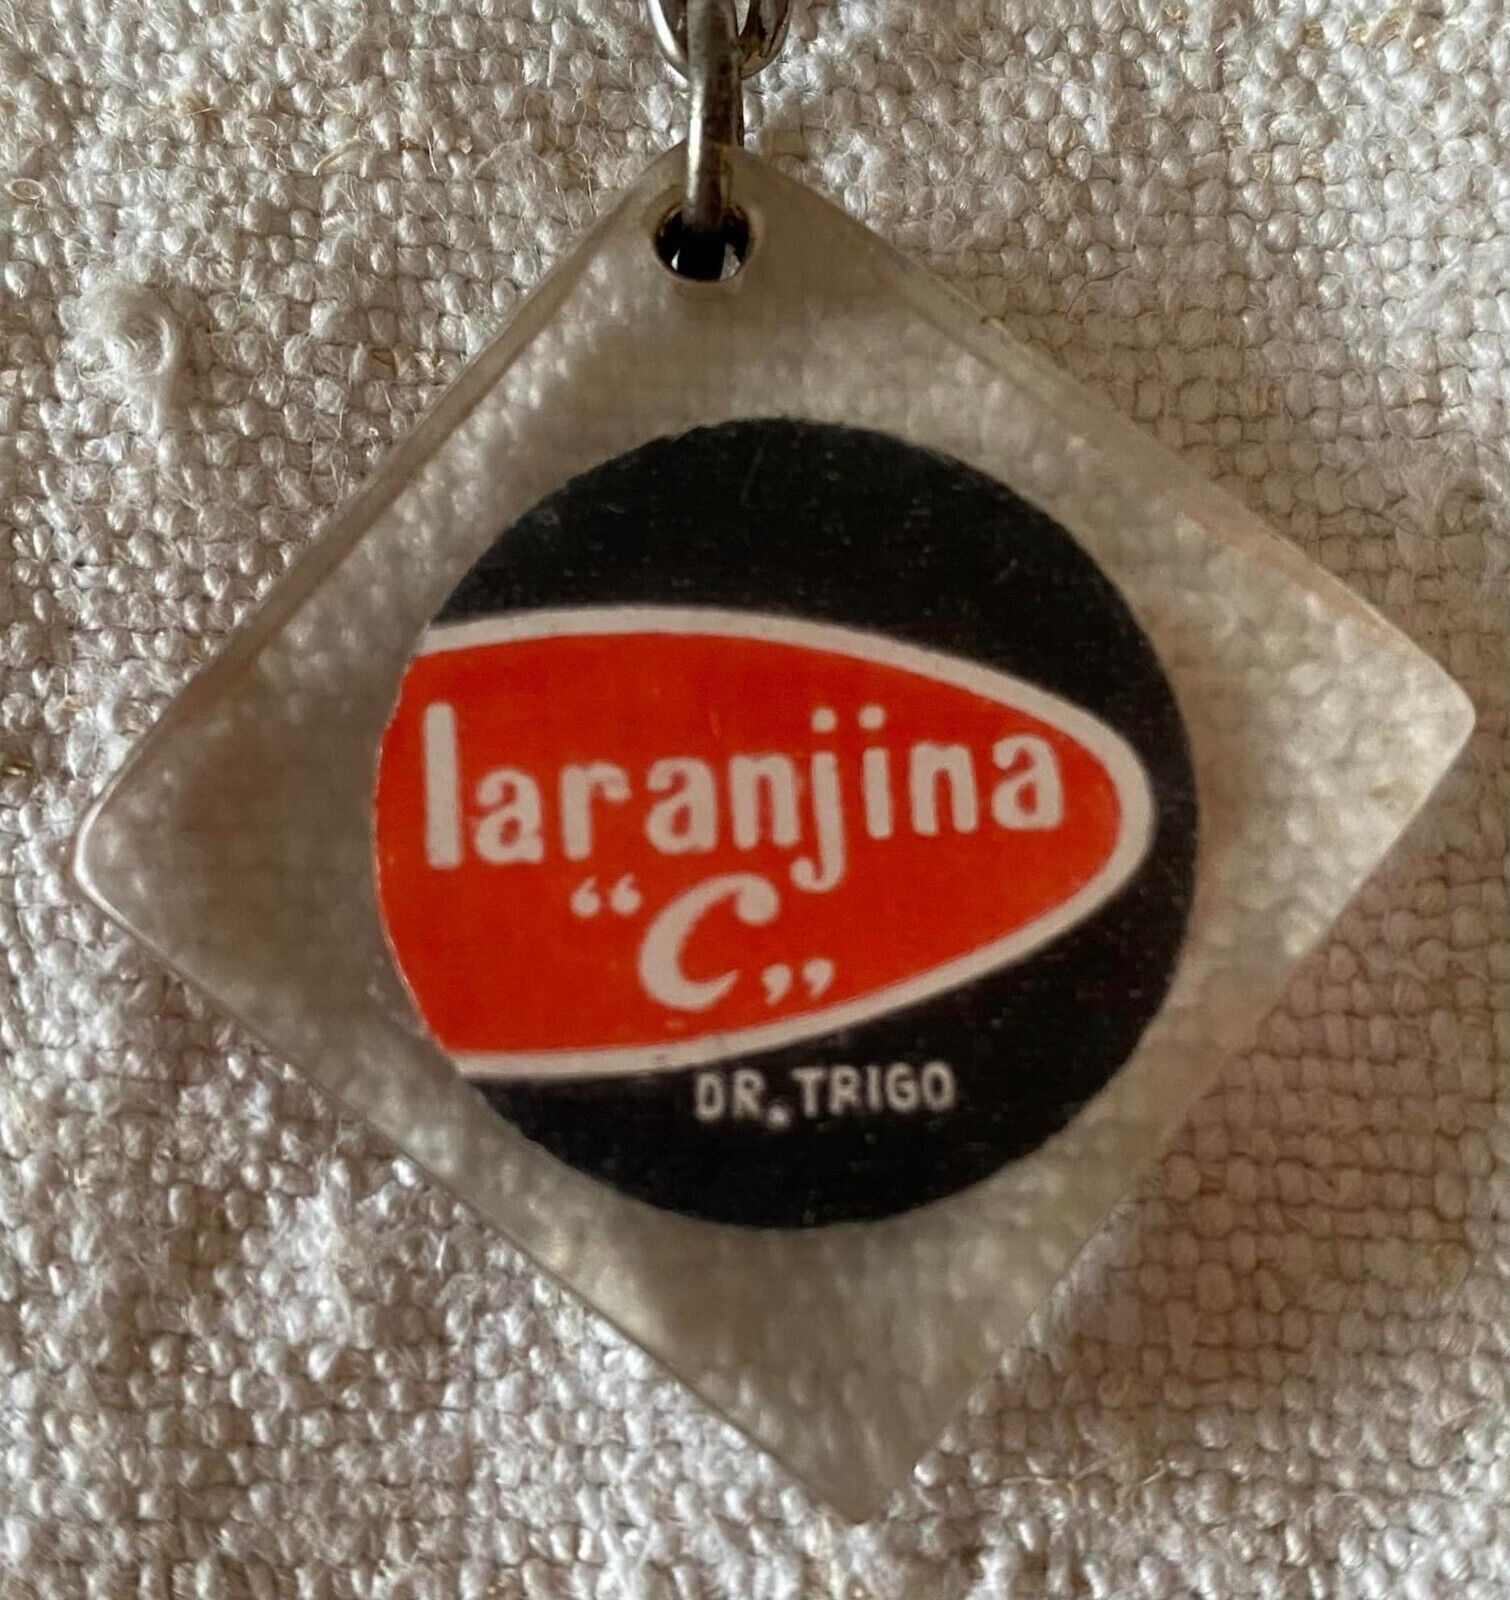 laranjina
“C„
DR. TRIGO